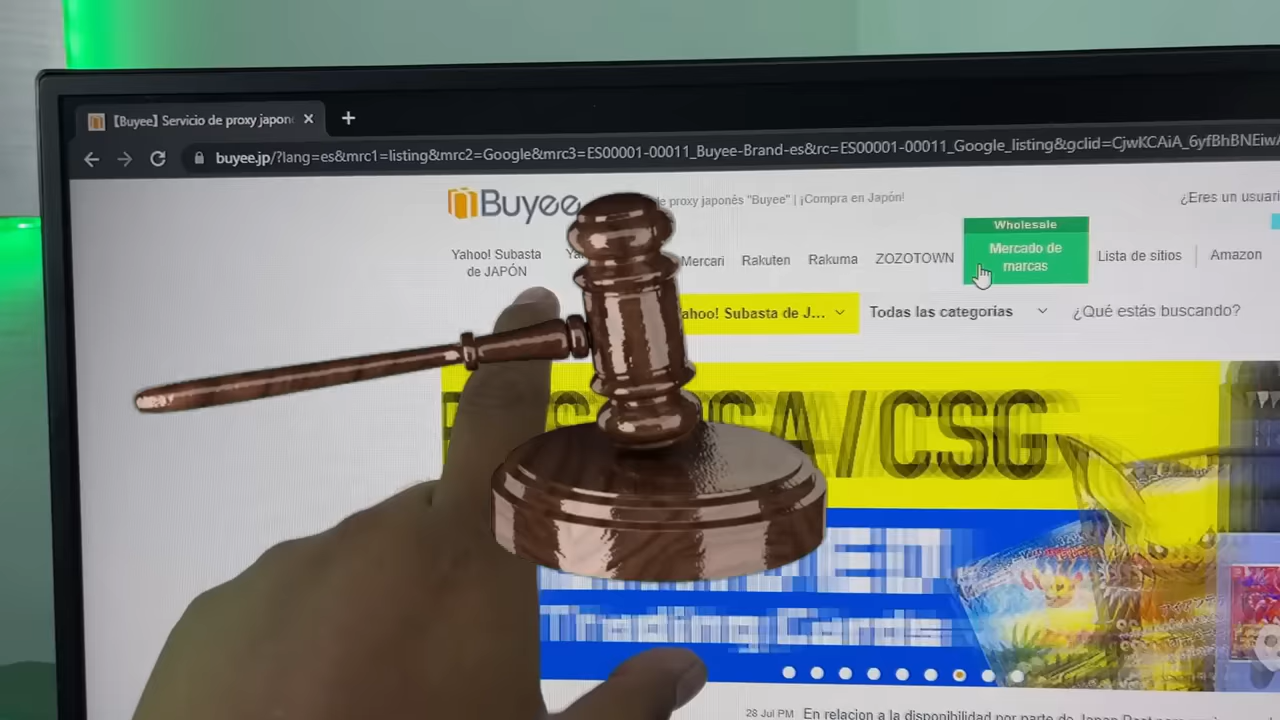 【Buyee】 Servicio de proxy japon
buyee.jp/?lang=es&mrc1=listing&mrc2=Google&mrc3=ES00001-00011_Buyee-Brand-es&rc=ES00001-00011_Google_listing&gclid=CjwKCAiA_6yfBhBNEiwA
Buyee
de proxy japonés "Buyee" | ¡Compra en Japón!
¿Eres un usuari
Wholesale
Yahoo! Subasta
de JAPÓN
Mercari
Rakuten
Rakuma
ZOZOTOWN
Mercado de
marcas
Lista de sitios
Amazon
ahoo! Subasta de J...
Todas las categorias
¿Qué estás buscando?
A/CSG
Trading Cards
28 Jul PM
En relacion a la disponibilidad por parte de Japan Post